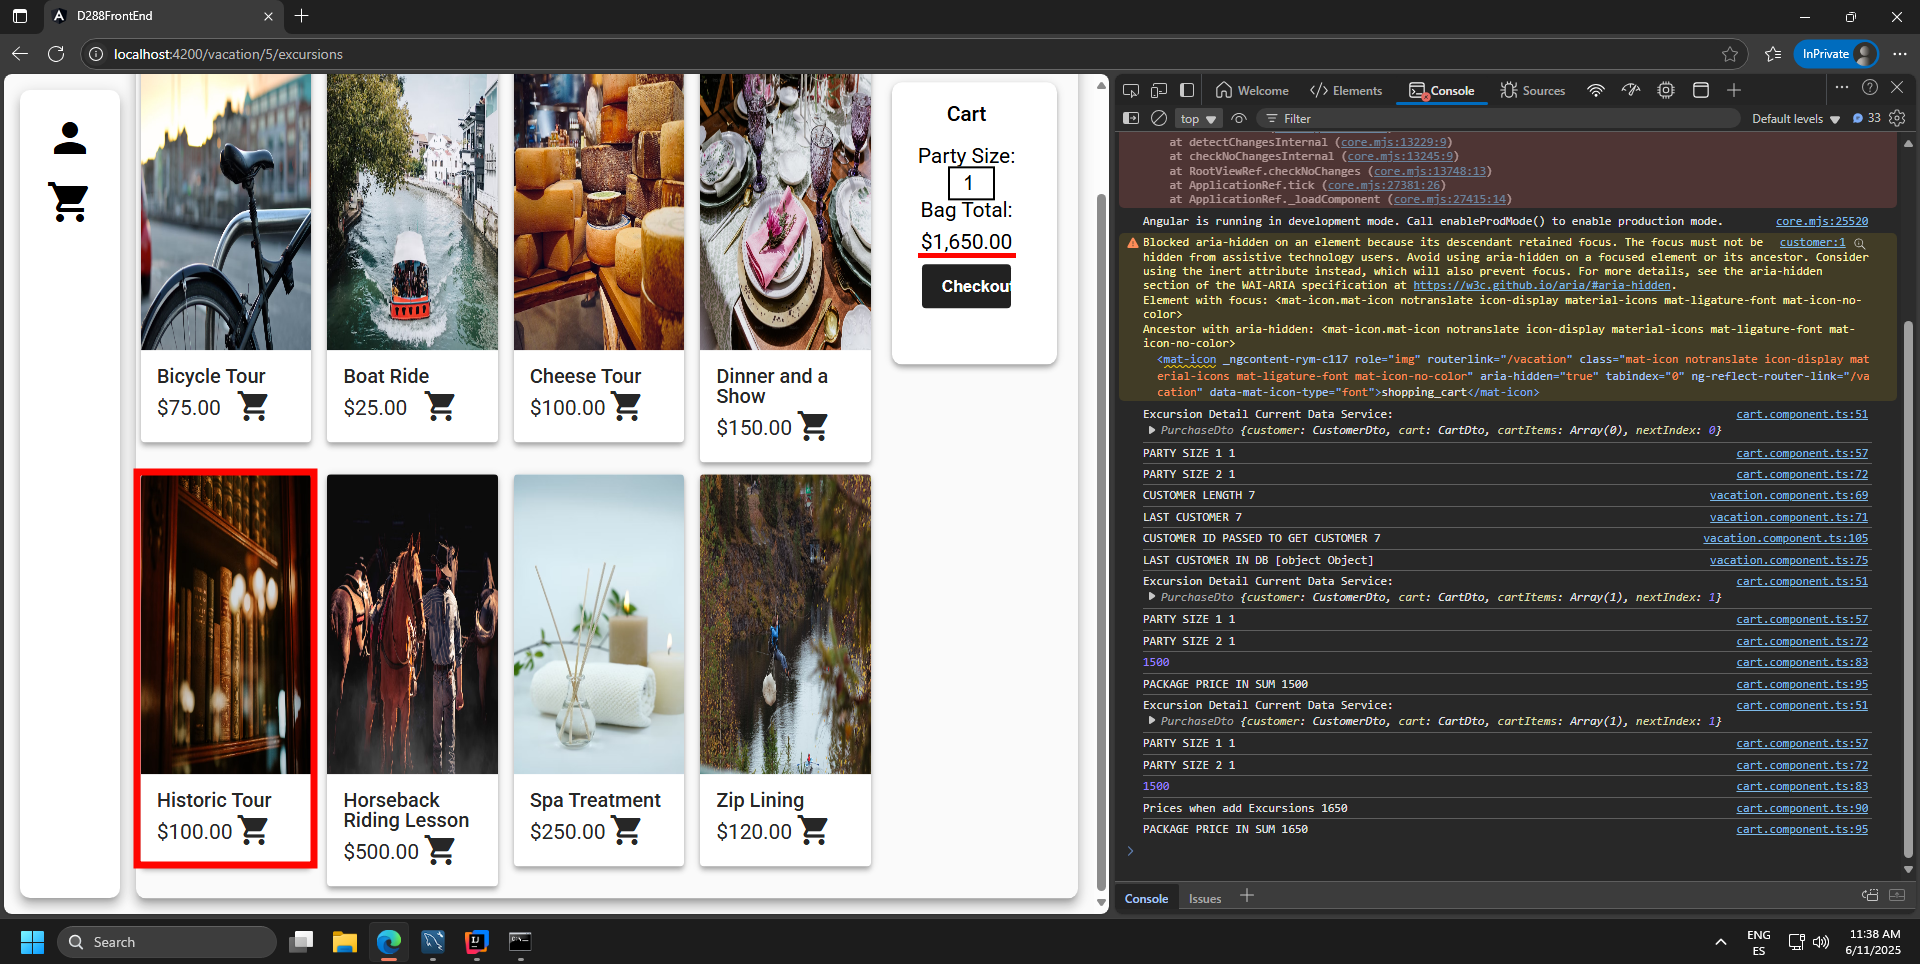 D288FrontEnd
localhost:4200/vacation/5/excursions
InPrivate
Bicycle Tour
$75.00
Boat Ride
$25.00
Cheese Tour
$100.00
Dinner and a
Show
$150.00
Historic Tour
$100.00
Horseback
Riding Lesson
$500.00
Spa Treatment
$250.00
Zip Lining
$120.00
Cart
Party Size:
1
Bag Total:
$1,650.00
Checkou
Welcome
Elements
Console
Sources
top
Filter
Default levels
33
at detectChangesInternal (core.mjs:13229:9)
at checkNoChangesInternal (core.mjs:13245:9)
at RootViewRef.checkNoChanges (core.mjs:13748:13)
at ApplicationRef.tick (core.mjs:27381:26)
at ApplicationRef._loadComponent (core.mjs:27415:14)
Angular is running in development mode. Call enableProdMode() to enable production mode. core.mjs:25520
Blocked aria-hidden on an element because its descendant retained focus. The focus must not be customer:1
hidden from assistive technology users. Avoid using aria-hidden on a focused element or its ancestor. Consider
using the inert attribute instead, which will also prevent focus. For more details, see the aria-hidden
section of the WAI-ARIA specification at https://w3c.github.io/aria/#aria-hidden.
Element with focus: <mat-icon.mat-icon notranslate icon-display material-icons mat-ligature-font mat-icon-no-
color>
Ancestor with aria-hidden: <mat-icon.mat-icon notranslate icon-display material-icons mat-ligature-font mat-
icon-no-color>
<mat-icon _ngcontent-rym-c117 role="img" routerlink="/vacation" class="mat-icon notranslate icon-display mat
erial-icons mat-ligature-font mat-icon-no-color" aria-hidden="true" tabindex="0" ng-reflect-router-link="/va
cation" data-mat-icon-type="font">shopping_cart</mat-icon>
Excursion Detail Current Data Service: cart.component.ts:51
PurchaseDto {customer: CustomerDto, cart: CartDto, cartItems: Array(0), nextIndex: 0}
PARTY SIZE 1 1 cart.component.ts:57
PARTY SIZE 2 1 cart.component.ts:72
CUSTOMER LENGTH 7 vacation.component.ts:69
LAST CUSTOMER 7 vacation.component.ts:71
CUSTOMER ID PASSED TO GET CUSTOMER 7 vacation.component.ts:105
LAST CUSTOMER IN DB [object Object] vacation.component.ts:75
Excursion Detail Current Data Service: cart.component.ts:51
PurchaseDto {customer: CustomerDto, cart: CartDto, cartItems: Array(1), nextIndex: 1}
PARTY SIZE 1 1 cart.component.ts:57
PARTY SIZE 2 1 cart.component.ts:72
1500 cart.component.ts:83
PACKAGE PRICE IN SUM 1500 cart.component.ts:95
Excursion Detail Current Data Service: cart.component.ts:51
PurchaseDto {customer: CustomerDto, cart: CartDto, cartItems: Array(1), nextIndex: 1}
PARTY SIZE 1 1 cart.component.ts:57
PARTY SIZE 2 1 cart.component.ts:72
1500 cart.component.ts:83
Prices when add Excursions 1650 cart.component.ts:90
PACKAGE PRICE IN SUM 1650 cart.component.ts:95
Console
Issues
Search
ENG
ES
11:38 AM
6/11/2025